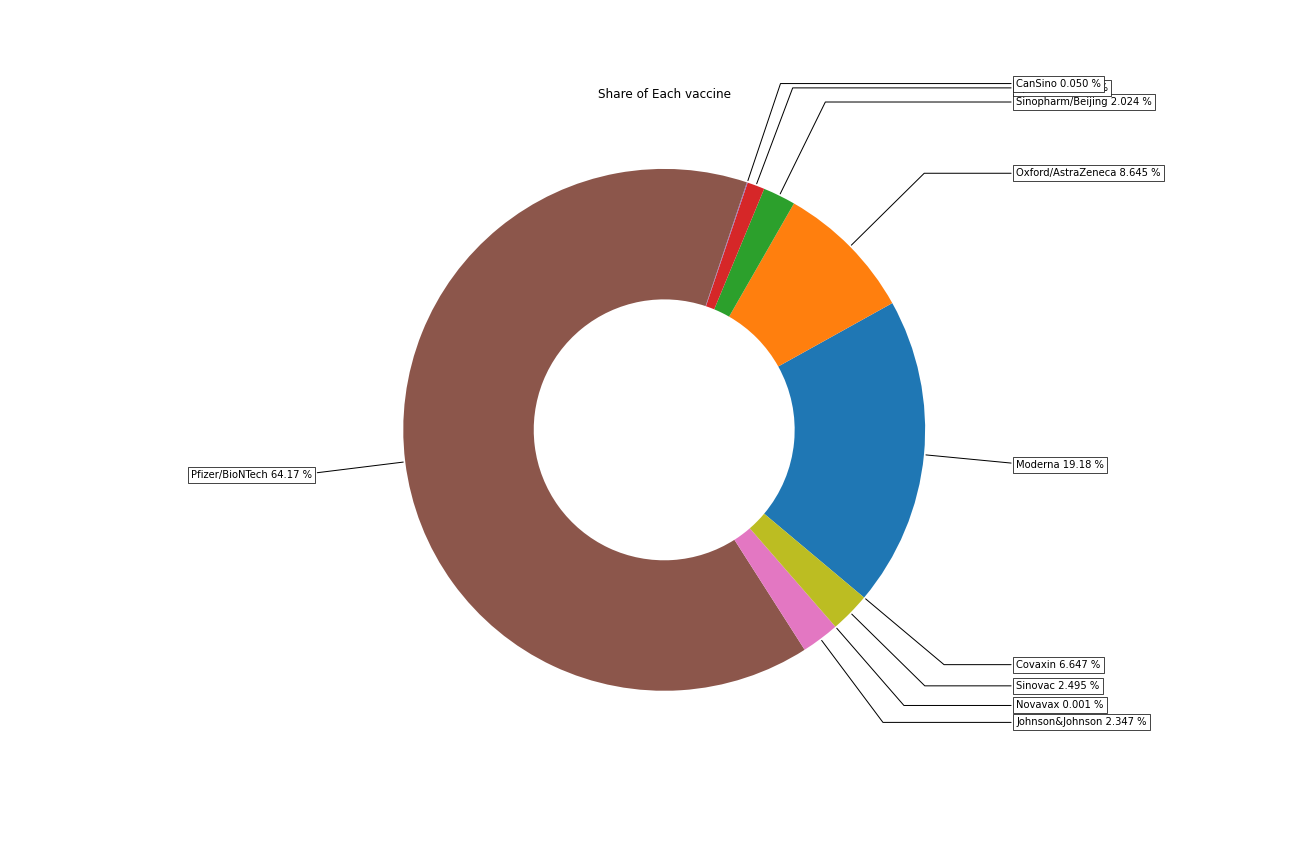 Share of Each vaccine
CanSino 0.050 %
Sinopharm/Beijing 2.024 %
Oxford/AstraZeneca 8.645 %
Moderna 19.18 %
Pfizer/BioNTech 64.17 %
Covaxin 6.647 %
Sinovac 2.495 %
Novavax 0.001 %
Johnson&Johnson 2.347 %